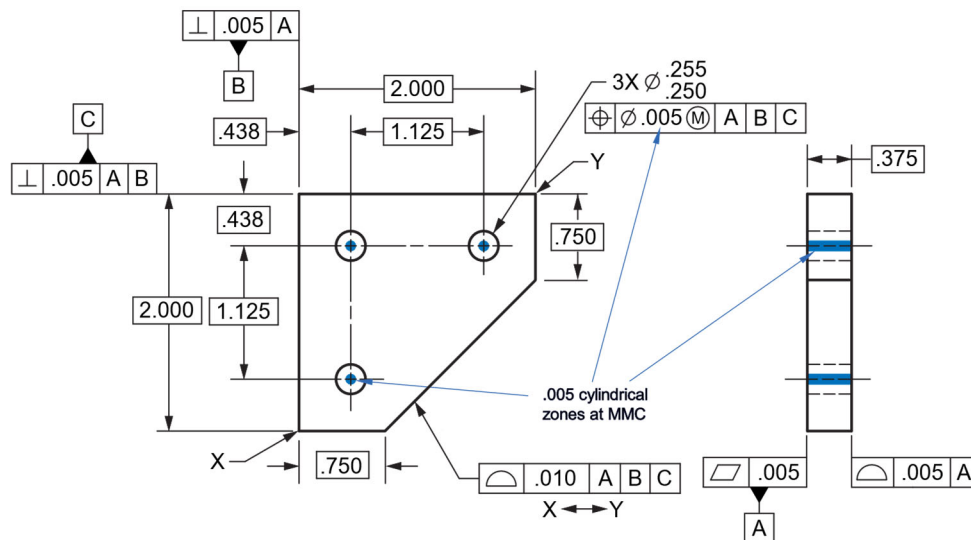 ⊥ .005 A
B
2.000
3X ⌀ .255
.250
⌖ ⌀ .005 Ⓜ A B C
C
.438
1.125
⊥ .005 A B
Y
.375
.438
.750
2.000
1.125
.005 cylindrical
zones at MMC
X
.750
⌓ .010 A B C
X ↔ Y
⏥ .005
A
⌓ .005 A